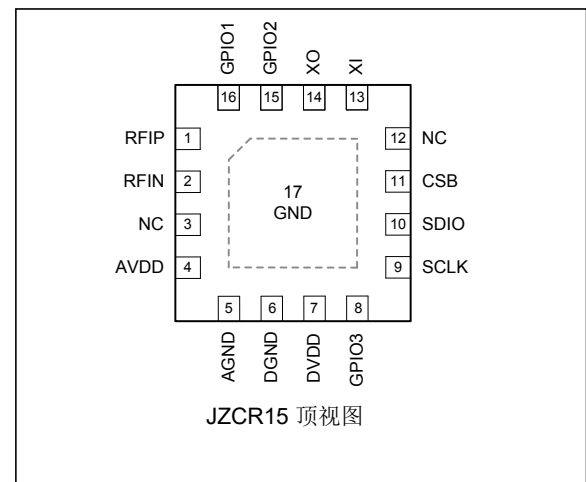 GPIO1 GPIO2 XO XI
16 15 14 13
RFIP 1 12 NC
RFIN 2 11 CSB
17
GND
NC 3 10 SDIO
AVDD 4 9 SCLK
5 6 7 8
AGND DGND DVDD GPIO3
JZCR15 顶视图